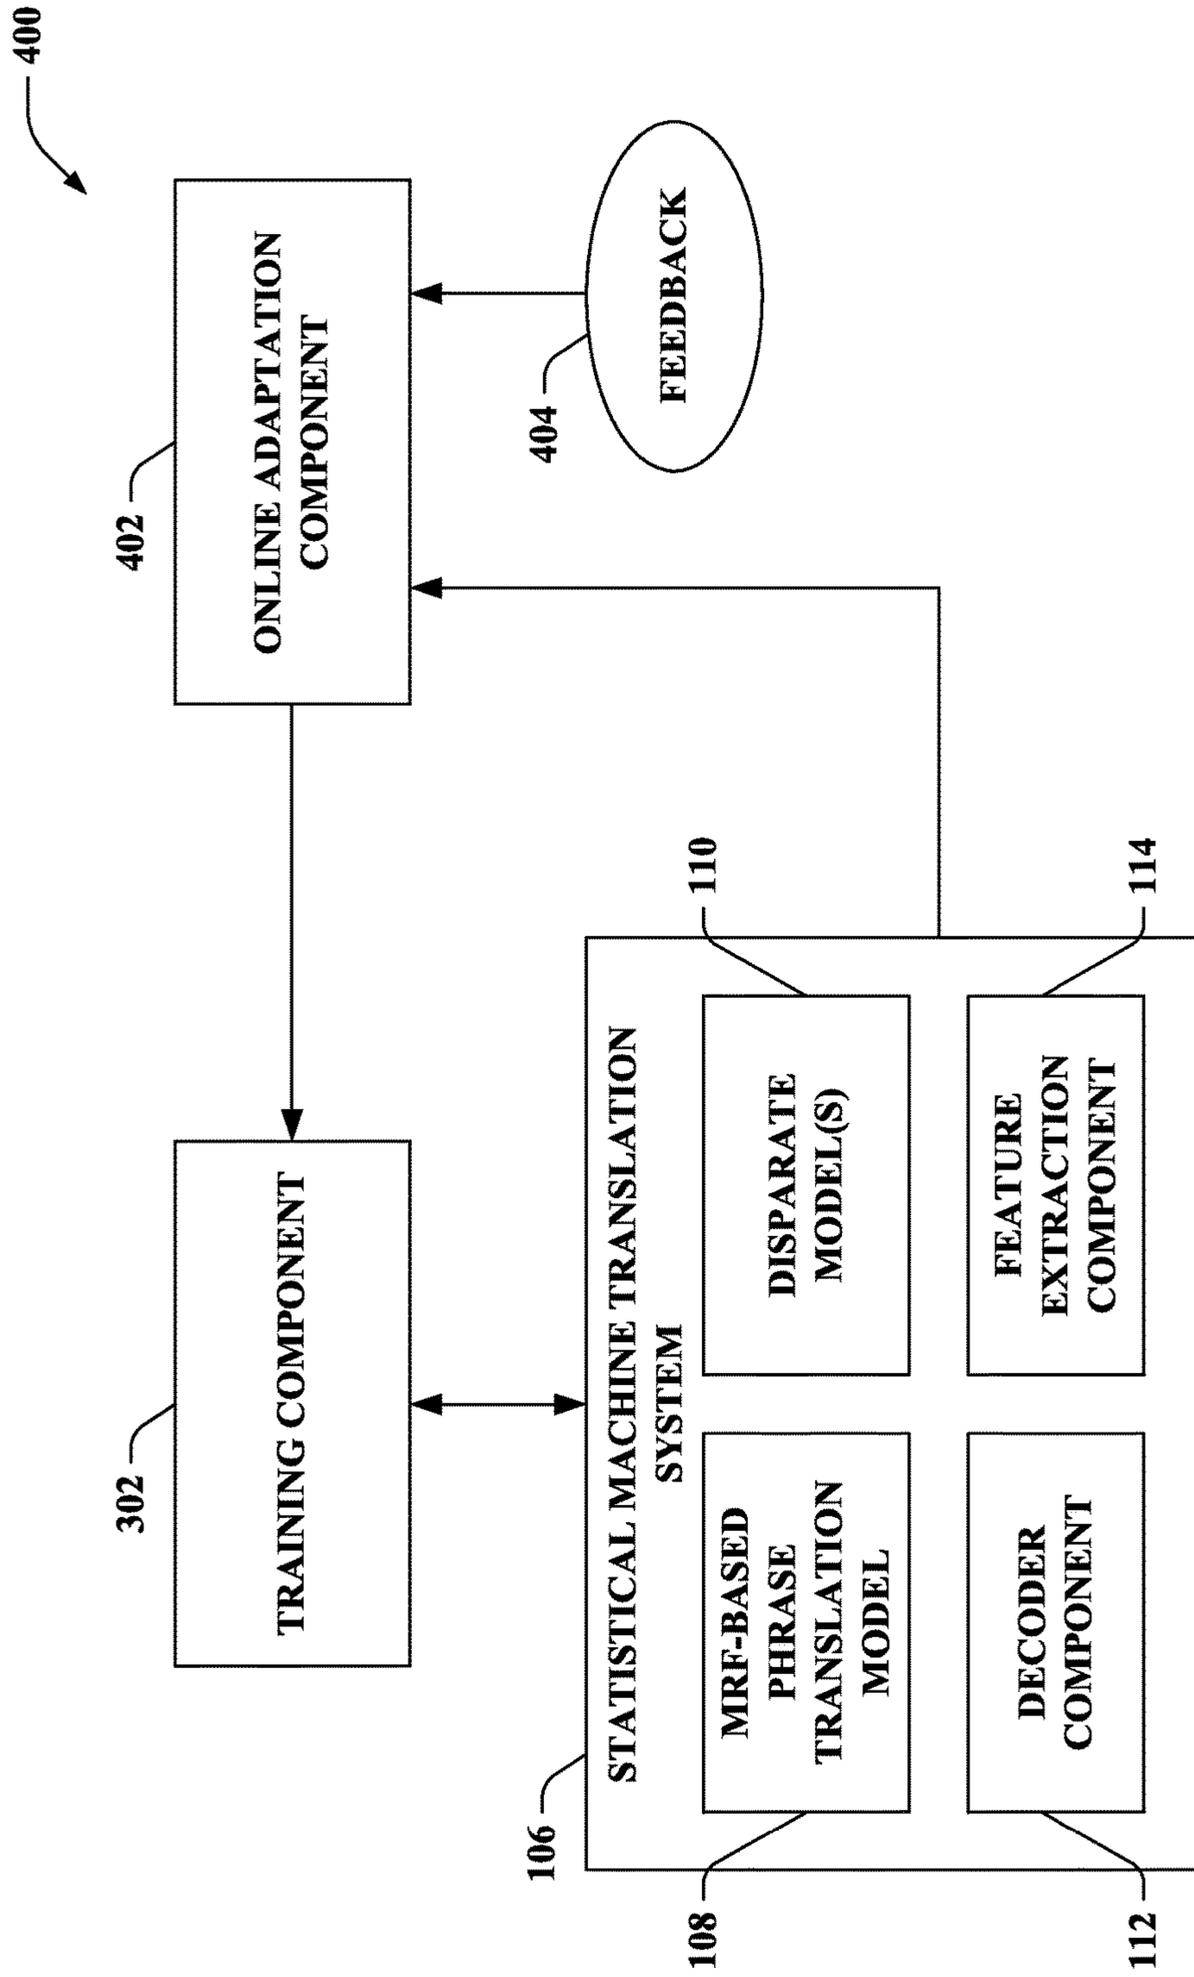 400
402
ONLINE ADAPTATION
COMPONENT
404
FEEDBACK
302
TRAINING COMPONENT
106
STATISTICAL MACHINE TRANSLATION
SYSTEM
108
MRF-BASED
PHRASE
TRANSLATION
MODEL
110
DISPARATE
MODEL(S)
112
DECODER
COMPONENT
114
FEATURE
EXTRACTION
COMPONENT